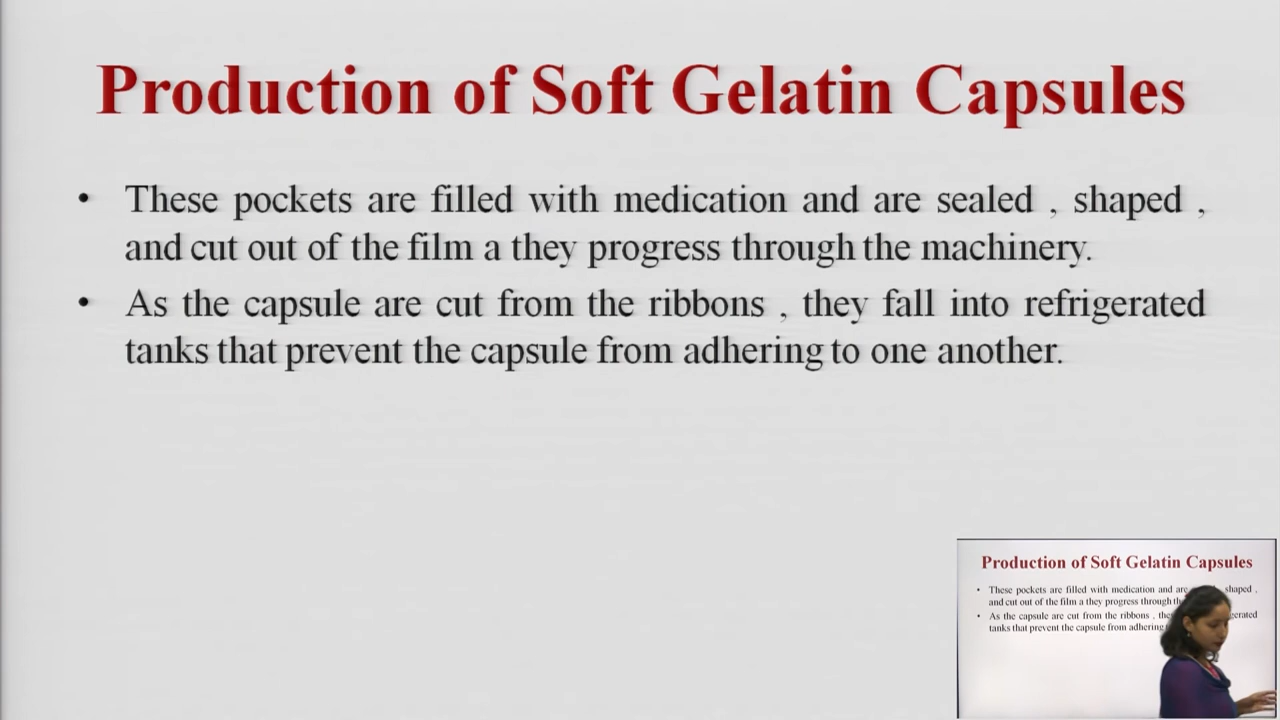 Production of Soft Gelatin Capsules
• These pockets are filled with medication and are sealed , shaped ,
and cut out of the film a they progress through the machinery.
• As the capsule are cut from the ribbons , they fall into refrigerated
tanks that prevent the capsule from adhering to one another.
Production of Soft Gelatin Capsules
• These pockets are filled with medication and are shaped ,
and cut out of the film a they progress through
• As the capsule are cut from the ribbons ,
tanks that prevent the capsule from adhering